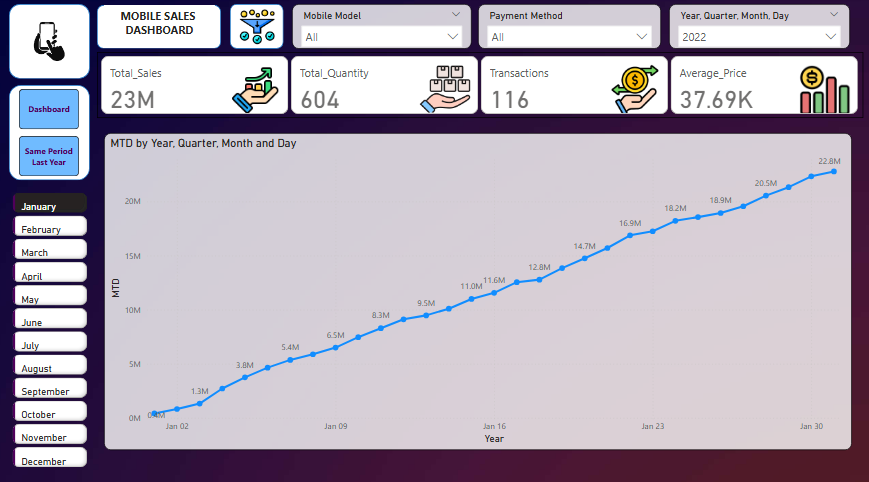 MOBILE SALES
DASHBOARD
Mobile Model
All
Payment Method
All
Year, Quarter, Month, Day
2022
Total_Sales
23M
Total_Quantity
604
Transactions
116
Average_Price
37.69K
Dashboard
Same Period
Last Year
January
February
March
April
May
June
July
August
September
October
November
December
MTD by Year, Quarter, Month and Day
MTD
20M
15M
10M
5M
0M
0.4M
1.3M
3.8M
5.4M
6.5M
8.3M
9.5M
11.0M
11.6M
12.8M
14.7M
16.9M
18.2M
18.9M
20.5M
22.8M
Jan 02
Jan 09
Jan 16
Jan 23
Jan 30
Year